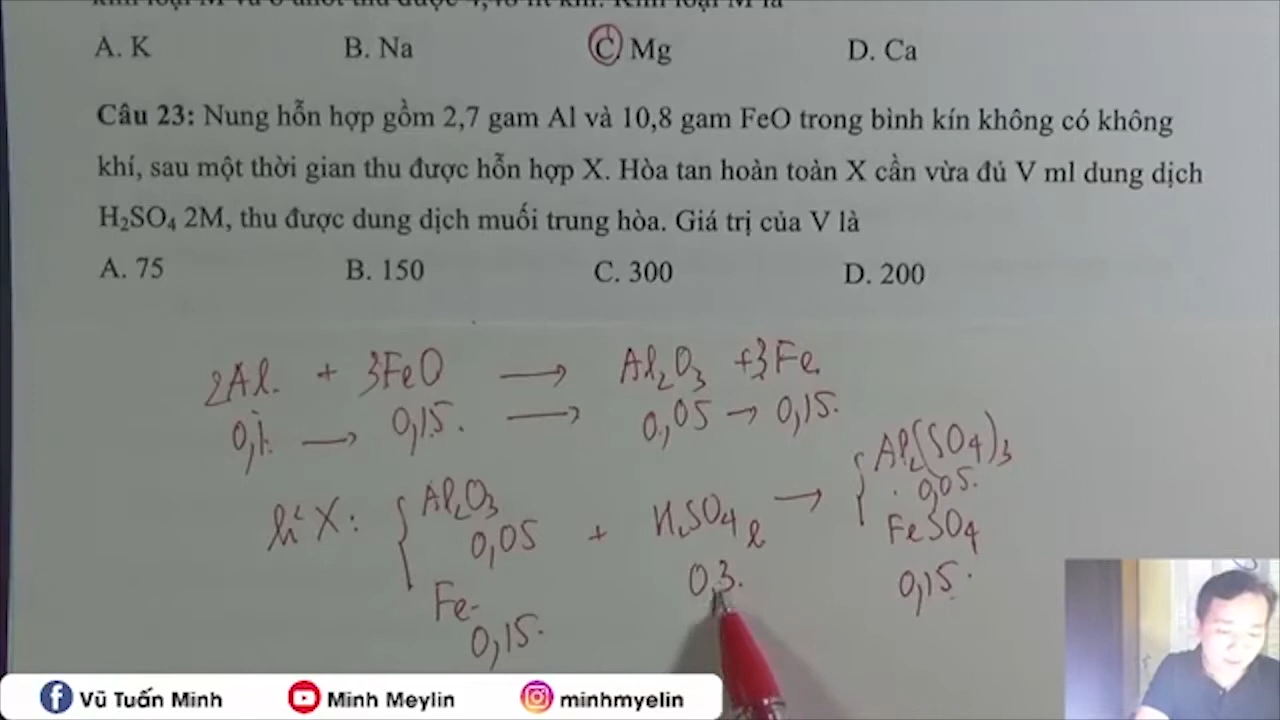 A. K B. Na C. Mg D. Ca
Câu 23: Nung hỗn hợp gồm 2,7 gam Al và 10,8 gam FeO trong bình kín không có không
khí, sau một thời gian thu được hỗn hợp X. Hòa tan hoàn toàn X cần vừa đủ V ml dung dịch
H₂SO₄ 2M, thu được dung dịch muối trung hòa. Giá trị của V là
A. 75 B. 150 C. 300 D. 200
2Al. + 3FeO → Al₂O₃ + 3Fe.
0,1. → 0,15. → 0,05 → 0,15.
h² X: { Al₂O₃ + H₂SO₄ l → { Al₂(SO₄)₃
0,05 0,3. 0,05.
Fe FeSO₄
0,15. 0,15.
Vũ Tuấn Minh Minh Meylin minhmyelin